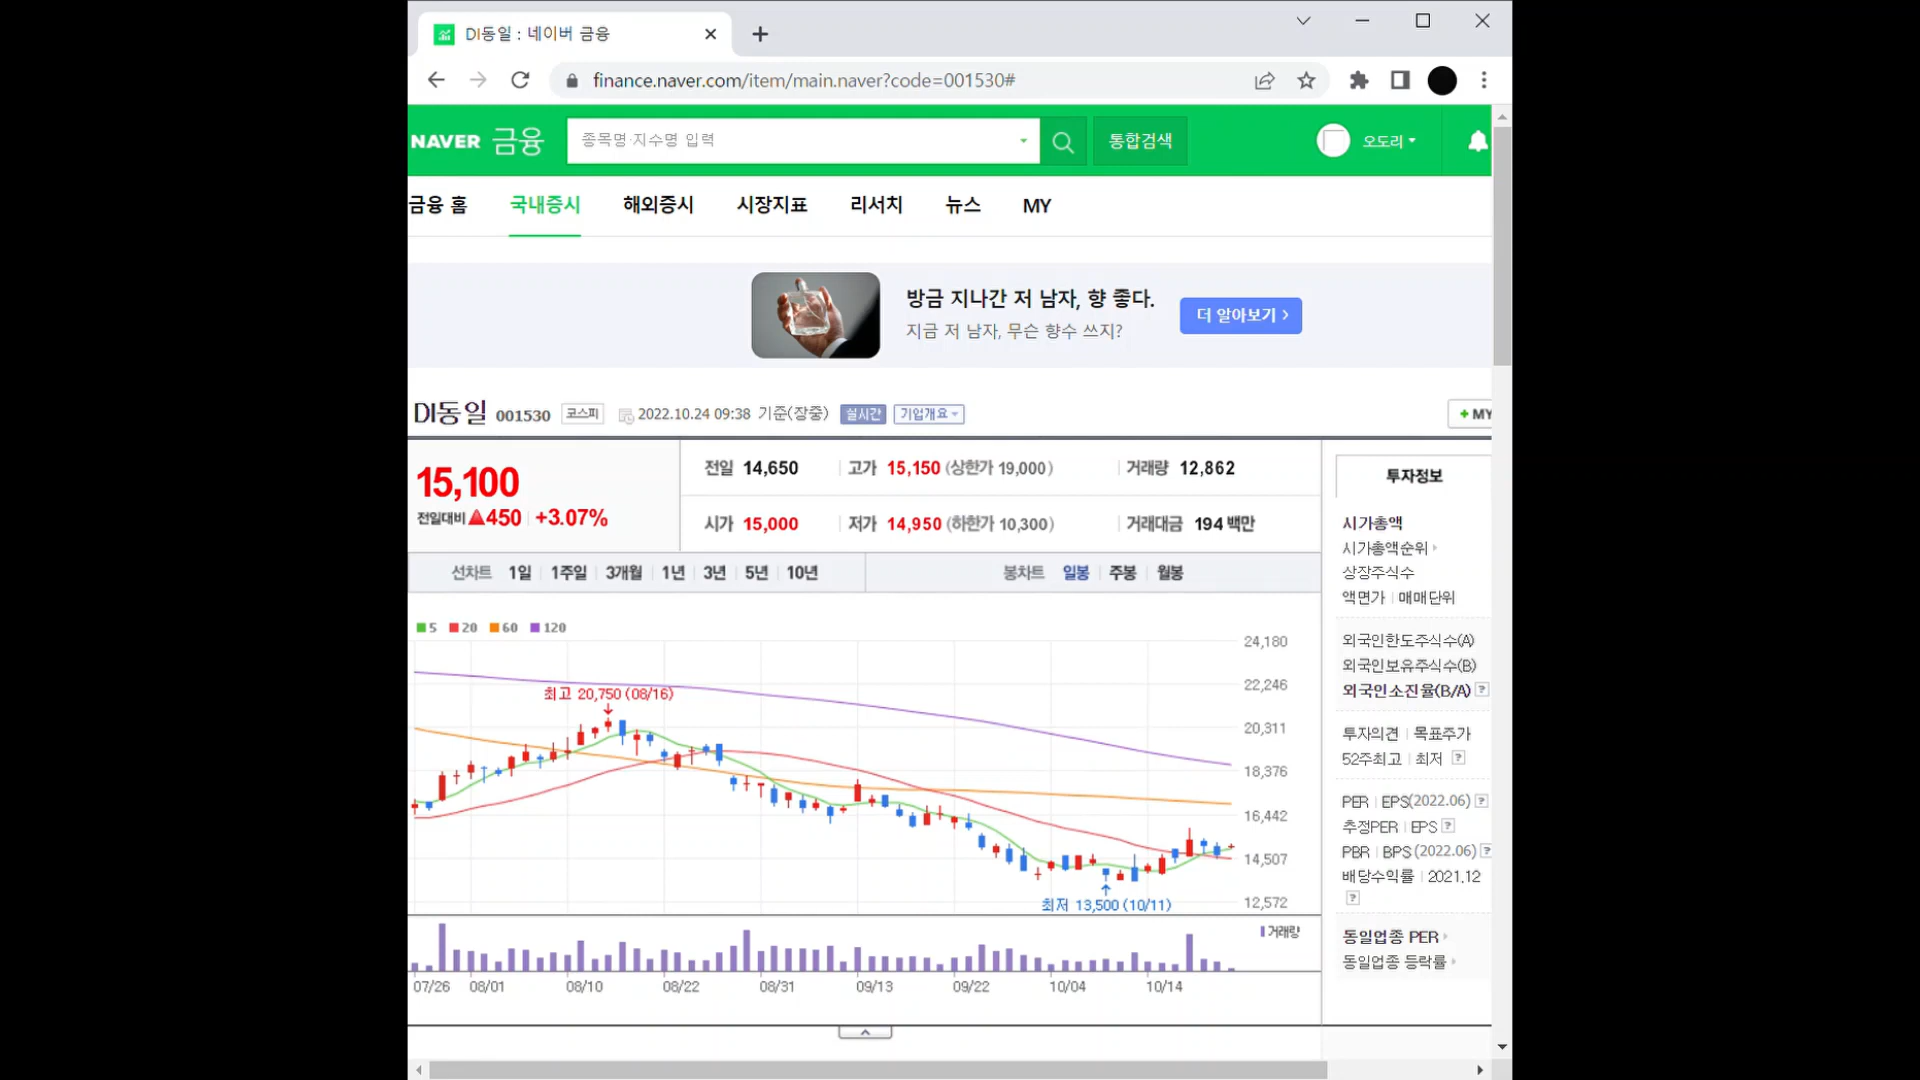 DI동일 : 네이버 금융
finance.naver.com/item/main.naver?code=001530#
NAVER 금융
종목명·지수명 입력
통합검색
오도리
금융 홈 국내증시 해외증시 시장지표 리서치 뉴스 MY
방금 지나간 저 남자, 향 좋다.
지금 저 남자, 무슨 향수 쓰지?
더 알아보기 >
DI동일 001530 코스피 2022.10.24 09:38 기준(장중) 실시간 기업개요
+ MY
15,100
전일대비 ▲450 +3.07%
전일 14,650 고가 15,150 (상한가 19,000) 거래량 12,862
시가 15,000 저가 14,950 (하한가 10,300) 거래대금 194 백만
선차트 1일 1주일 3개월 1년 3년 5년 10년
봉차트 일봉 주봉 월봉
5 20 60 120
최고 20,750 (08/16)
최저 13,500 (10/11)
24,180
22,246
20,311
18,376
16,442
14,507
12,572
거래량
07/26 08/01 08/10 08/22 08/31 09/13 09/22 10/04 10/14
투자정보
시가총액
시가총액순위
상장주식수
액면가 | 매매단위
외국인한도주식수(A)
외국인보유주식수(B)
외국인소진율(B/A) ?
투자의견 | 목표주가
52주최고 | 최저 ?
PER | EPS(2022.06) ?
추정PER | EPS ?
PBR | BPS(2022.06) ?
배당수익률 | 2021.12
?
동일업종 PER
동일업종 등락률